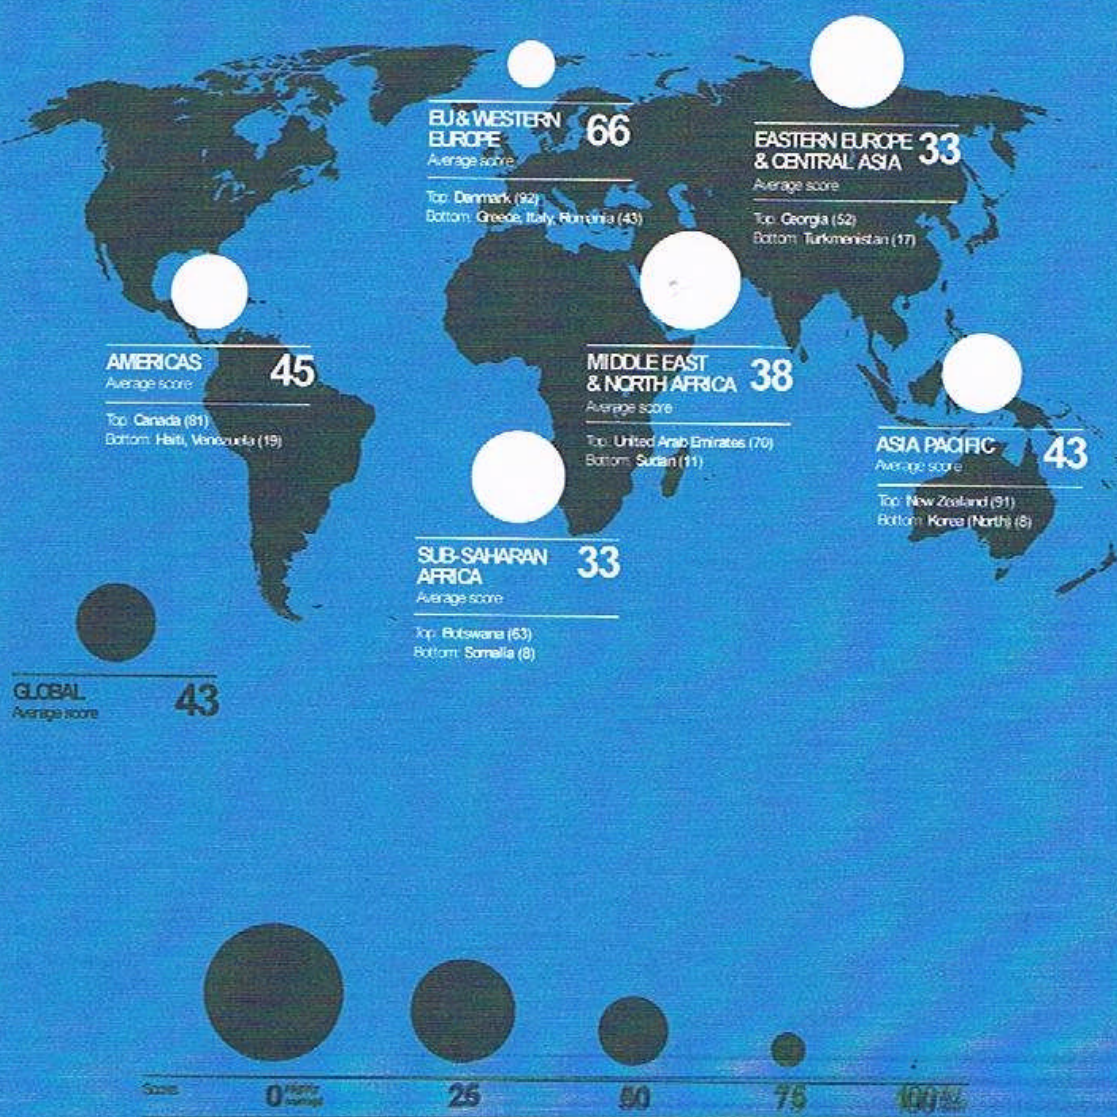 EU & WESTERN
EUROPE 66
Average score
Top: Denmark (92)
Bottom: Greece, Italy, Romania (43)
EASTERN EUROPE
& CENTRAL ASIA 33
Average score
Top: Georgia (52)
Bottom: Turkmenistan (17)
AMERICAS 45
Average score
Top: Canada (81)
Bottom: Haiti, Venezuela (19)
MIDDLE EAST
& NORTH AFRICA 38
Average score
Top: United Arab Emirates (70)
Bottom: Sudan (11)
ASIA PACIFIC 43
Average score
Top: New Zealand (91)
Bottom: Korea (North) (8)
SUB-SAHARAN
AFRICA 33
Average score
Top: Botswana (63)
Bottom: Somalia (8)
GLOBAL 43
Average score
Scores 0 25 50 75 100